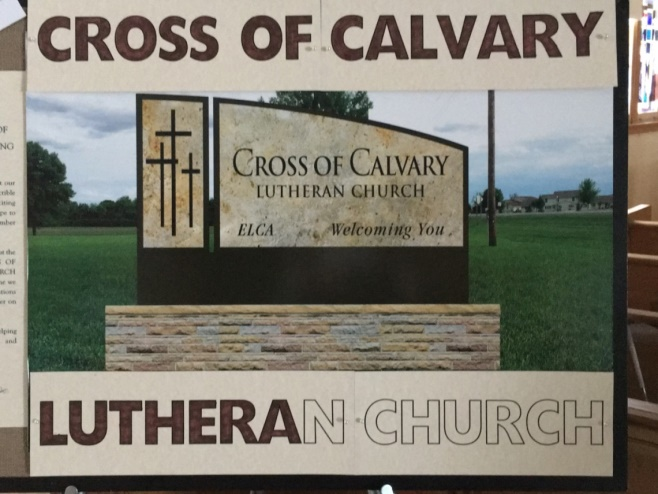 CROSS OF CALVARY
CROSS OF CALVARY
LUTHERAN CHURCH
ELCA Welcoming You
LUTHERAN CHURCH